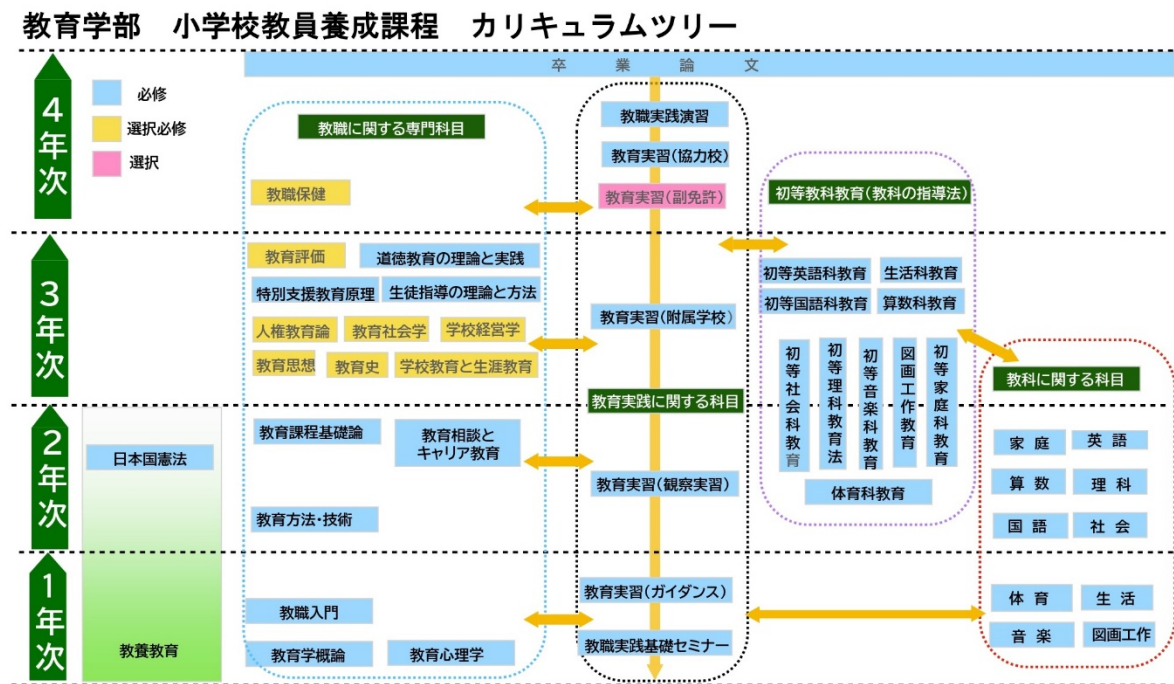 教育学部　小学校教員養成課程　カリキュラムツリー
卒　業　論　文
4年次
必修
選択必修
選択
教職に関する専門科目
教職実践演習
教育実習(協力校)
教育実習(副免許)
教職保健
初等教科教育(教科の指導法)
3年次
教育評価
道徳教育の理論と実践
特別支援教育原理
生徒指導の理論と方法
人権教育論
教育社会学
学校経営学
教育思想
教育史
学校教育と生涯教育
教育実習(附属学校)
教育実践に関する科目
初等英語科教育
生活科教育
初等国語科教育
算数科教育
初等社会科教育
初等理科教育法
初等音楽科教育
図画工作教育
初等家庭科教育
体育科教育
教科に関する科目
2年次
日本国憲法
教育課程基礎論
教育相談と
キャリア教育
教育方法・技術
教育実習(観察実習)
家庭
英語
算数
理科
国語
社会
1年次
教養教育
教職入門
教育学概論
教育心理学
教育実習(ガイダンス)
教職実践基礎セミナー
体育
生活
音楽
図画工作